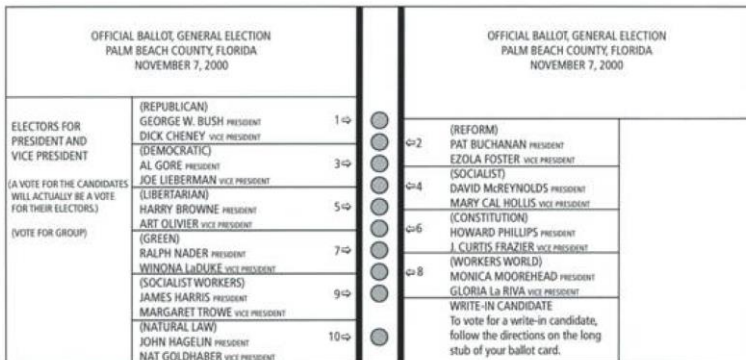 OFFICIAL BALLOT, GENERAL ELECTION
PALM BEACH COUNTY, FLORIDA
NOVEMBER 7, 2000
ELECTORS FOR
PRESIDENT AND
VICE PRESIDENT
(A VOTE FOR THE CANDIDATES
WILL ACTUALLY BE A VOTE
FOR THEIR ELECTORS.)
(VOTE FOR GROUP)
(REPUBLICAN)
GEORGE W. BUSH PRESIDENT 1⇨
DICK CHENEY VICE PRESIDENT
(DEMOCRATIC)
AL GORE PRESIDENT 3⇨
JOE LIEBERMAN VICE PRESIDENT
(LIBERTARIAN)
HARRY BROWNE PRESIDENT 5⇨
ART OLIVIER VICE PRESIDENT
(GREEN)
RALPH NADER PRESIDENT 7⇨
WINONA LaDUKE VICE PRESIDENT
(SOCIALIST WORKERS)
JAMES HARRIS PRESIDENT 9⇨
MARGARET TROWE VICE PRESIDENT
(NATURAL LAW)
JOHN HAGELIN PRESIDENT 10⇨
NAT GOLDHABER VICE PRESIDENT
OFFICIAL BALLOT, GENERAL ELECTION
PALM BEACH COUNTY, FLORIDA
NOVEMBER 7, 2000
(REFORM)
⇦2 PAT BUCHANAN PRESIDENT
EZOLA FOSTER VICE PRESIDENT
(SOCIALIST)
⇦4 DAVID McREYNOLDS PRESIDENT
MARY CAL HOLLIS VICE PRESIDENT
(CONSTITUTION)
⇦6 HOWARD PHILLIPS PRESIDENT
J. CURTIS FRAZIER VICE PRESIDENT
(WORKERS WORLD)
⇦8 MONICA MOOREHEAD PRESIDENT
GLORIA La RIVA VICE PRESIDENT
WRITE-IN CANDIDATE
To vote for a write-in candidate,
follow the directions on the long
stub of your ballot card.